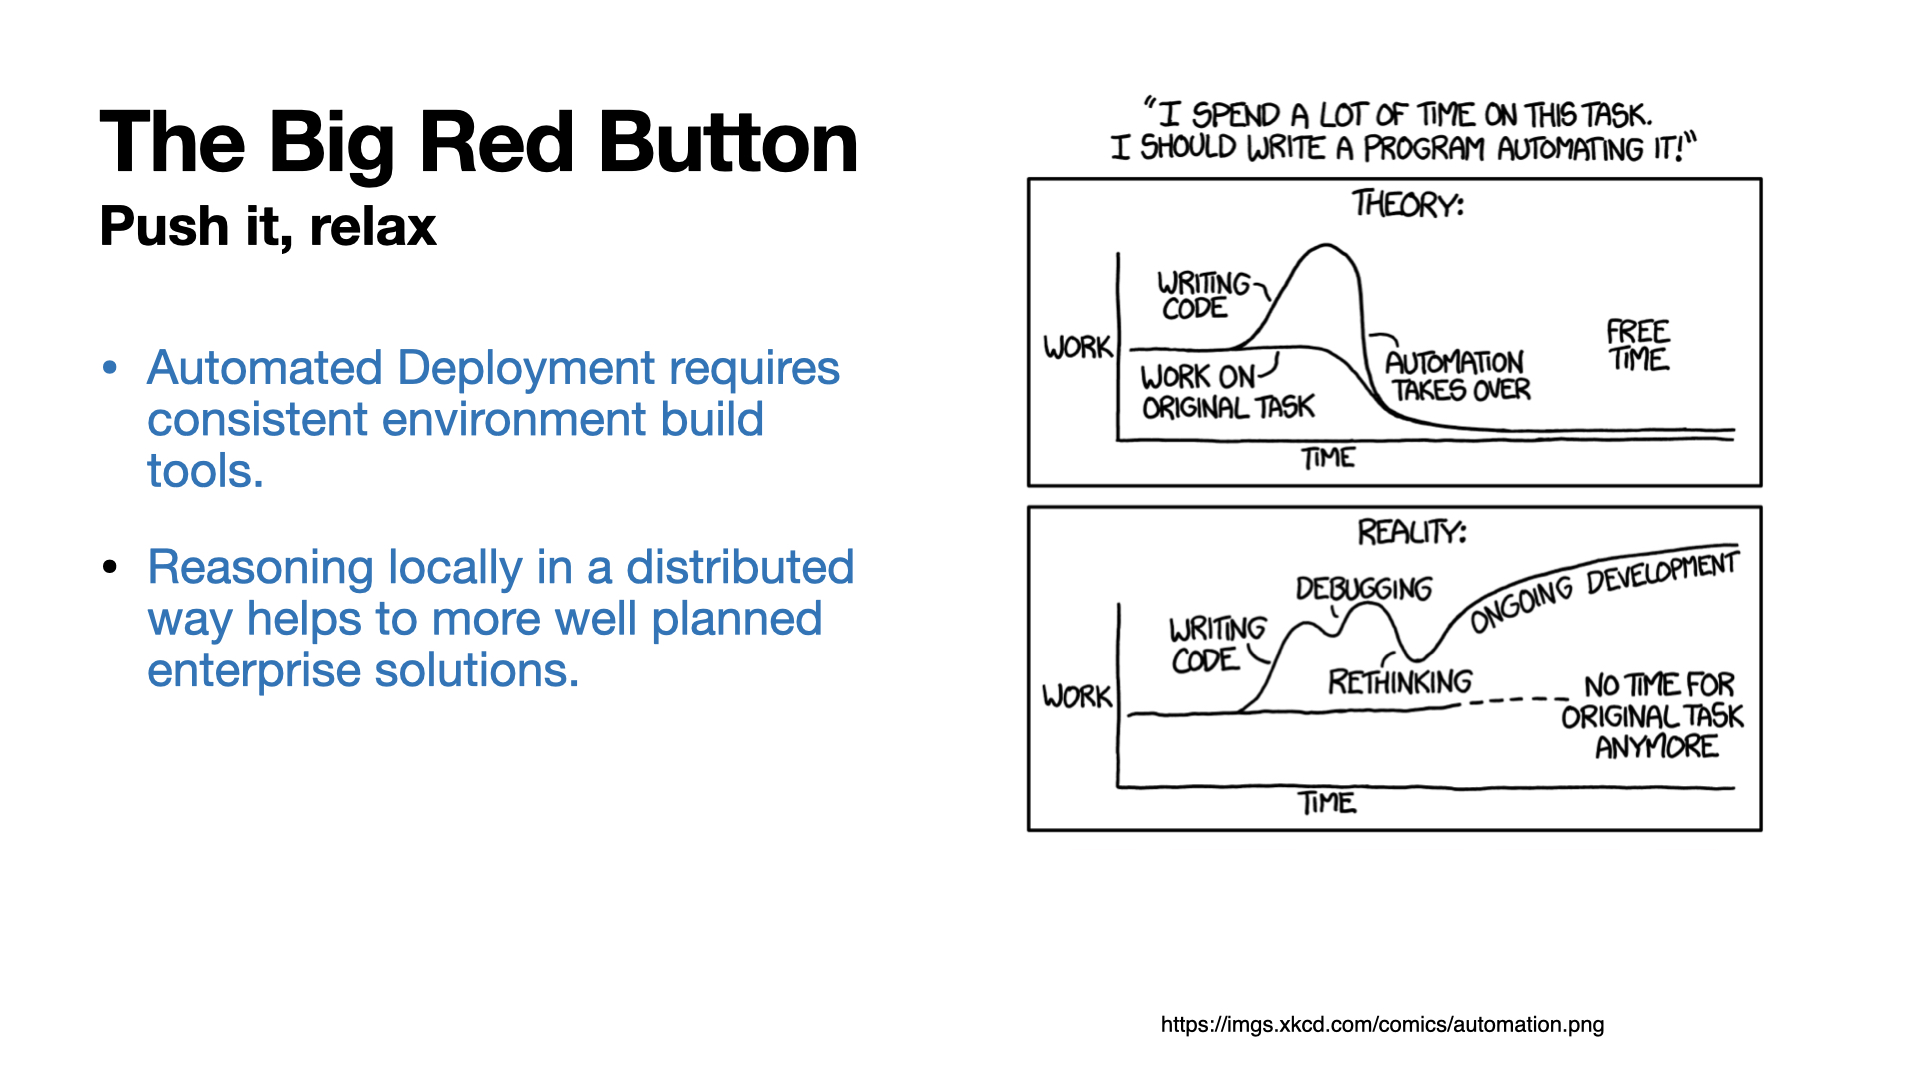 The Big Red Button
Push it, relax
• Automated Deployment requires
consistent environment build
tools.
• Reasoning locally in a distributed
way helps to more well planned
enterprise solutions.
"I SPEND A LOT OF TIME ON THIS TASK.
I SHOULD WRITE A PROGRAM AUTOMATING IT!"
THEORY:
WRITING
CODE
WORK
WORK ON
ORIGINAL TASK
AUTOMATION
TAKES OVER
FREE
TIME
TIME
REALITY:
DEBUGGING
WRITING
CODE
RETHINKING
ONGOING DEVELOPMENT
WORK
NO TIME FOR
ORIGINAL TASK
ANYMORE
TIME
https://imgs.xkcd.com/comics/automation.png